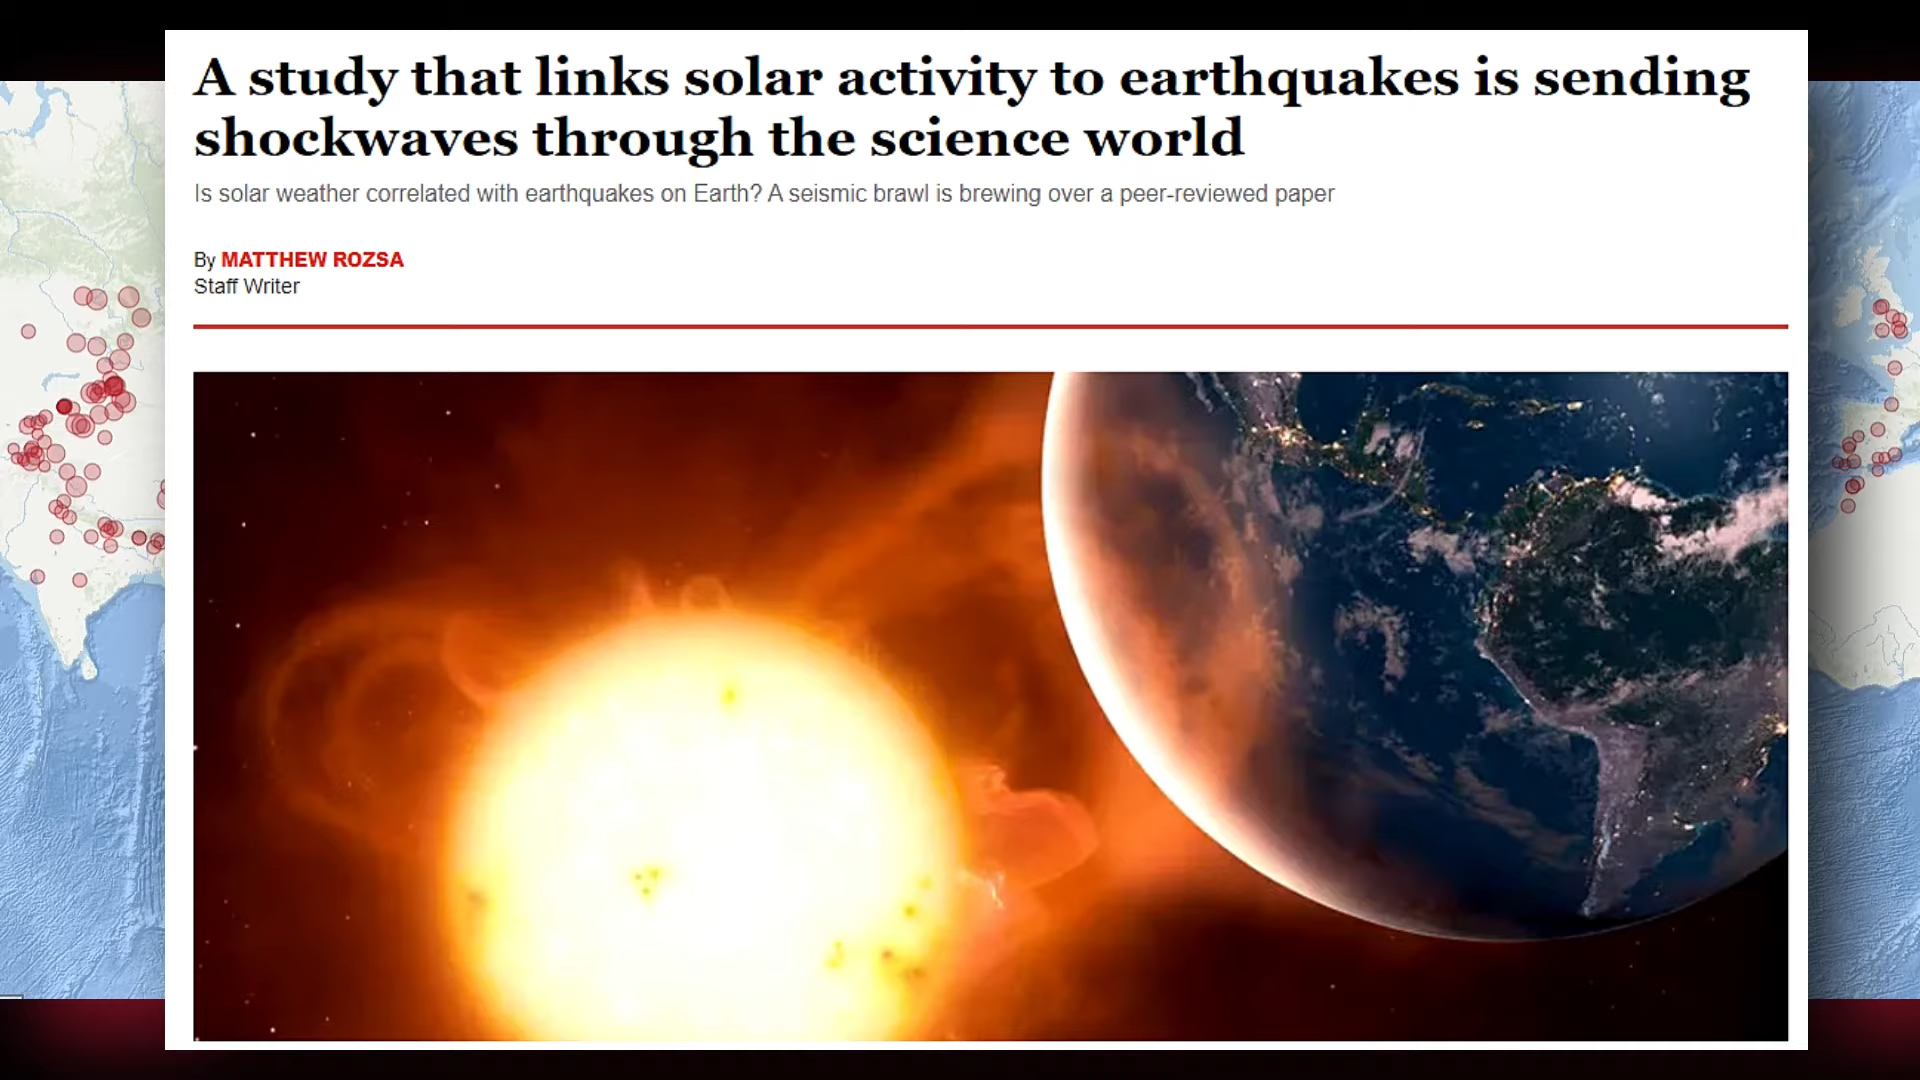 A study that links solar activity to earthquakes is sending
shockwaves through the science world
Is solar weather correlated with earthquakes on Earth? A seismic brawl is brewing over a peer-reviewed paper
By MATTHEW ROZSA
Staff Writer